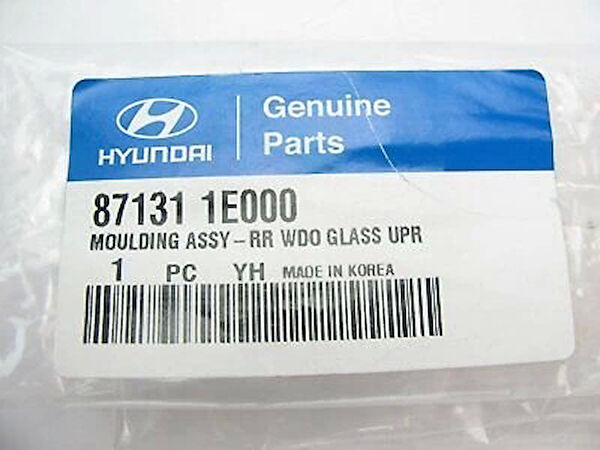 Genuine
Parts
HYUNDAI
87131 1E000
MOULDING ASSY-RR WDO GLASS UPR
1 PC YH MADE IN KOREA